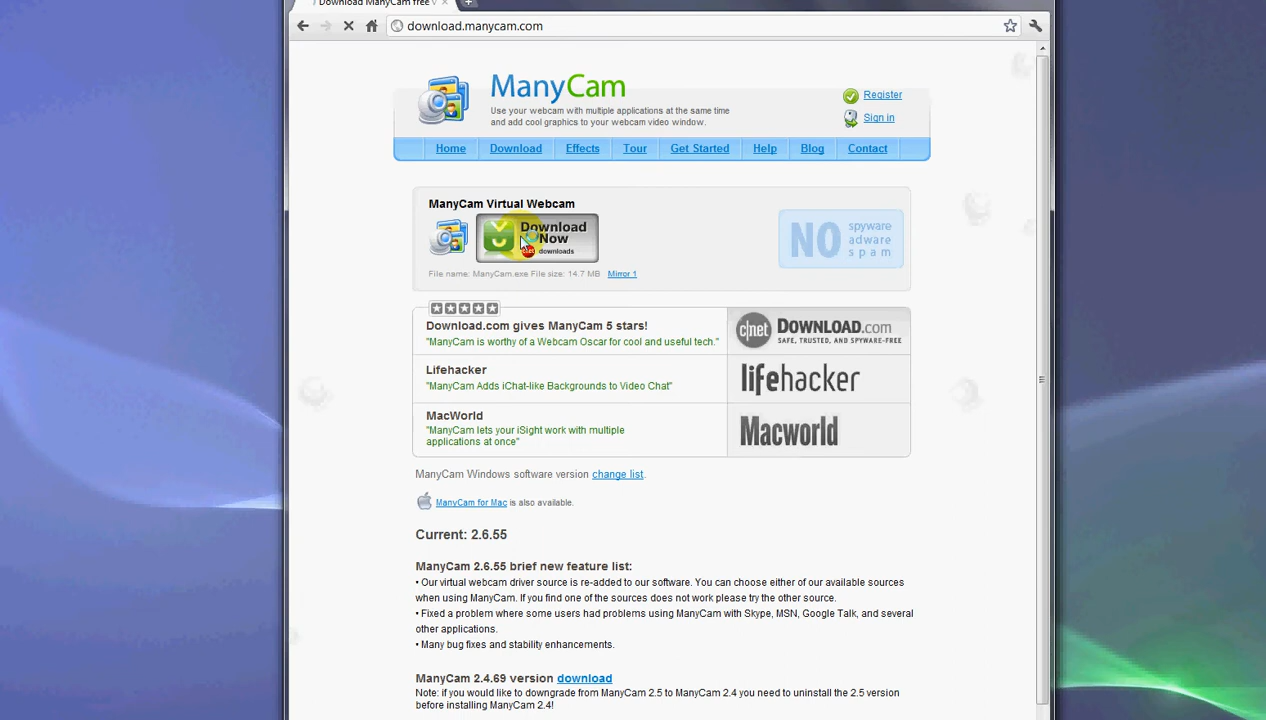 Download ManyCam free
download.manycam.com
ManyCam
Use your webcam with multiple applications at the same time
and add cool graphics to your webcam video window.
Register
Sign in
Home Download Effects Tour Get Started Help Blog Contact
ManyCam Virtual Webcam
Download
Now
downloads
NO spyware
adware
spam
File name: ManyCam.exe File size: 14.7 MB Mirror 1
Download.com gives ManyCam 5 stars!
"ManyCam is worthy of a Webcam Oscar for cool and useful tech."
c|net DOWNLOAD.com
SAFE, TRUSTED, AND SPYWARE-FREE
Lifehacker
"ManyCam Adds iChat-like Backgrounds to Video Chat"
lifehacker
MacWorld
"ManyCam lets your iSight work with multiple
applications at once"
Macworld
ManyCam Windows software version change list.
ManyCam for Mac is also available.
Current: 2.6.55
ManyCam 2.6.55 brief new feature list:
• Our virtual webcam driver source is re-added to our software. You can choose either of our available sources
when using ManyCam. If you find one of the sources does not work please try the other source.
• Fixed a problem where some users had problems using ManyCam with Skype, MSN, Google Talk, and several
other applications.
• Many bug fixes and stability enhancements.
ManyCam 2.4.69 version download
Note: if you would like to downgrade from ManyCam 2.5 to ManyCam 2.4 you need to uninstall the 2.5 version
before installing ManyCam 2.4!